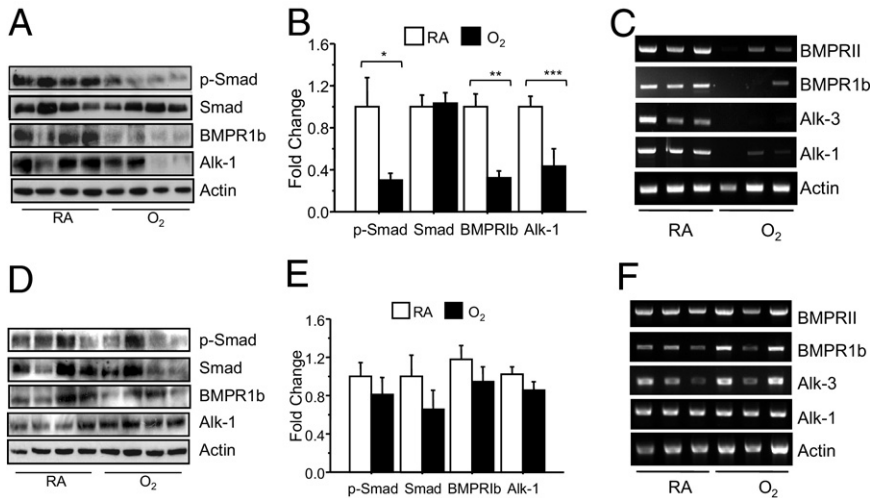 A
p-Smad
Smad
BMPR1b
Alk-1
Actin
RA O2
B
RA O2
Fold Change
1.6
1.2
0.8
0.4
0.0
* ** ***
p-Smad Smad BMPRIb Alk-1
C
BMPRII
BMPR1b
Alk-3
Alk-1
Actin
RA O2
D
p-Smad
Smad
BMPR1b
Alk-1
Actin
RA O2
E
RA O2
Fold Change
1.6
1.2
0.8
0.4
0.0
p-Smad Smad BMPRIb Alk-1
F
BMPRII
BMPR1b
Alk-3
Alk-1
Actin
RA O2